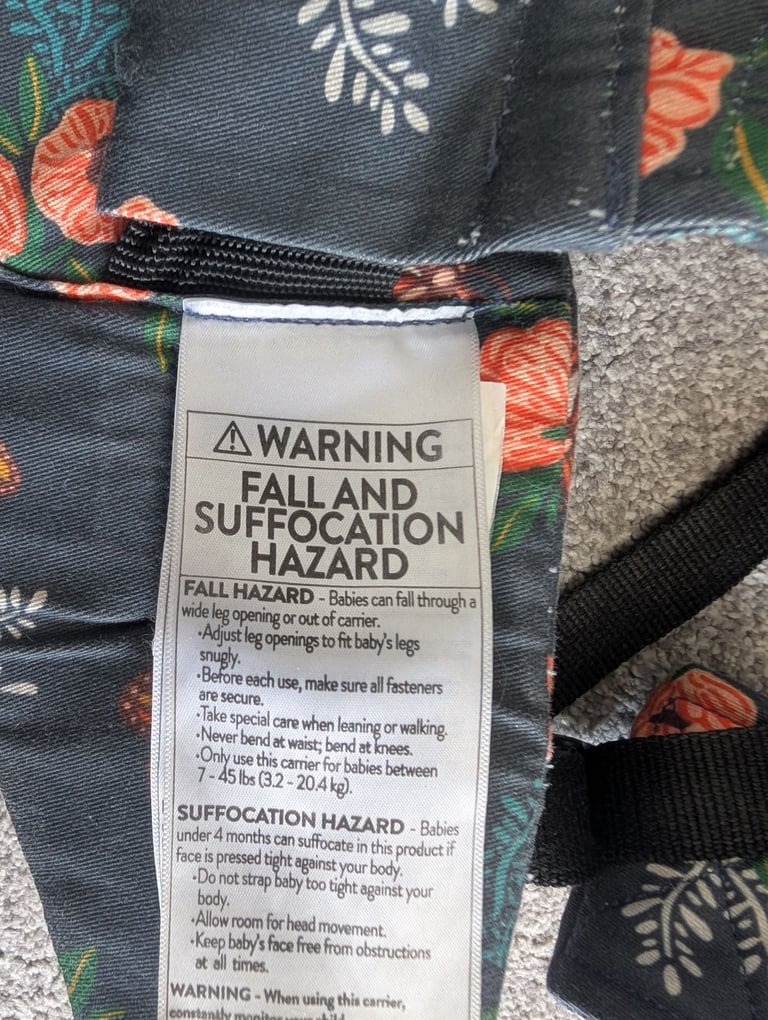 ⚠ WARNING
FALL AND
SUFFOCATION
HAZARD
FALL HAZARD - Babies can fall through a
wide leg opening or out of carrier.
•Adjust leg openings to fit baby's legs
snugly.
•Before each use, make sure all fasteners
are secure.
•Take special care when leaning or walking.
•Never bend at waist; bend at knees.
•Only use this carrier for babies between
7 - 45 lbs (3.2 - 20.4 kg).
SUFFOCATION HAZARD - Babies
under 4 months can suffocate in this product if
face is pressed tight against your body.
•Do not strap baby too tight against your
body.
•Allow room for head movement.
•Keep baby's face free from obstructions
at all times.
WARNING - When using this carrier,
constantly monitor your child